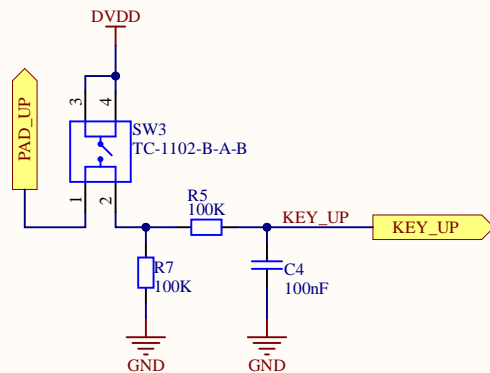 DVDD
PAD_UP
3
4
SW3
TC-1102-B-A-B
1
2
R5
100K
KEY_UP
KEY_UP
R7
100K
C4
100nF
GND
GND